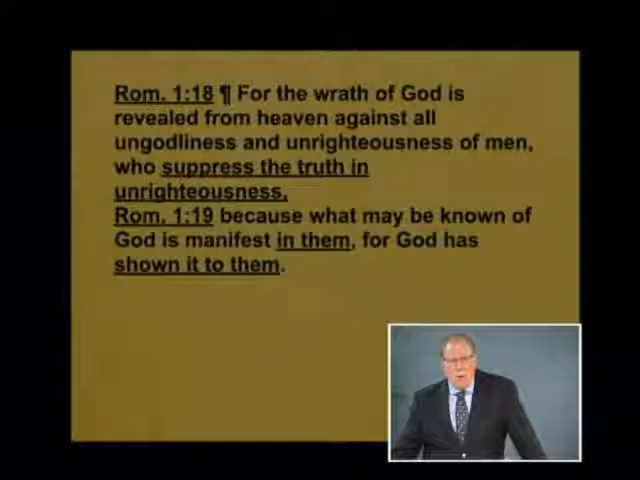 Rom. 1:18 ¶ For the wrath of God is
revealed from heaven against all
ungodliness and unrighteousness of men,
who suppress the truth in
unrighteousness,
Rom. 1:19 because what may be known of
God is manifest in them, for God has
shown it to them.